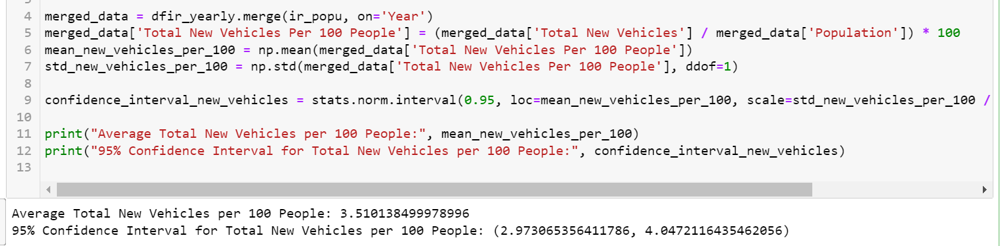 4 merged_data = dfir_yearly.merge(ir_popu, on='Year')
5 merged_data['Total New Vehicles Per 100 People'] = (merged_data['Total New Vehicles'] / merged_data['Population']) * 100
6 mean_new_vehicles_per_100 = np.mean(merged_data['Total New Vehicles Per 100 People'])
7 std_new_vehicles_per_100 = np.std(merged_data['Total New Vehicles Per 100 People'], ddof=1)
8
9 confidence_interval_new_vehicles = stats.norm.interval(0.95, loc=mean_new_vehicles_per_100, scale=std_new_vehicles_per_100 /
10
11 print("Average Total New Vehicles per 100 People:", mean_new_vehicles_per_100)
12 print("95% Confidence Interval for Total New Vehicles per 100 People:", confidence_interval_new_vehicles)
13
Average Total New Vehicles per 100 People: 3.510138499978996
95% Confidence Interval for Total New Vehicles per 100 People: (2.973065356411786, 4.0472116435462056)